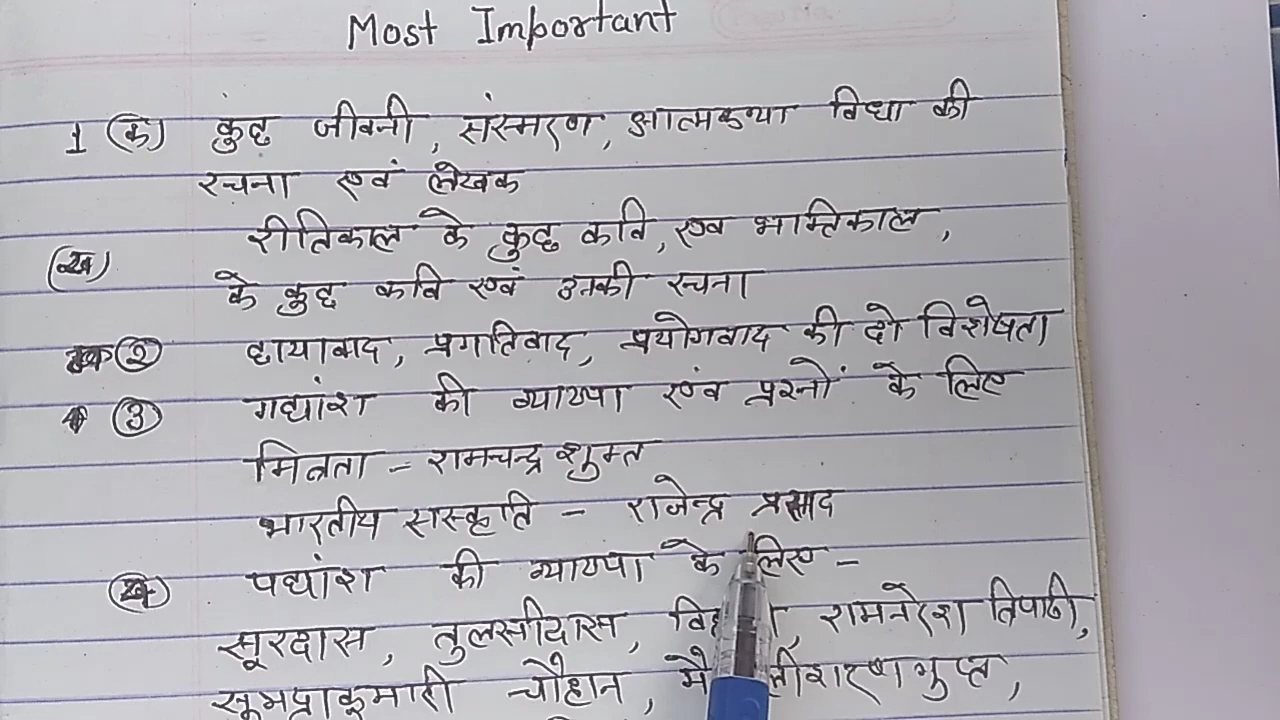 Most Important
1 (क) कुछ जीवनी, संस्मरण, आत्मकथा विधा की
रचना एवं लेखक
रीतिकाल के कुछ कवि, एवं भाक्तिकाल,
(ख)
के कुछ कवि एवं उनकी रचना
② छायावाद, प्रगतिवाद, प्रयोगवाद की दो विशेषता
③ गद्यांश की व्याख्या एवं प्रश्नों के लिए
मित्रता - रामचन्द्र शुक्ल
भारतीय संस्कृति - राजेन्द्र प्रसाद
पद्यांश की व्याख्या के लिए -
सूरदास, तुलसीदास, रामनरेश त्रिपाठी,
सुभद्राकुमारी चौहान,